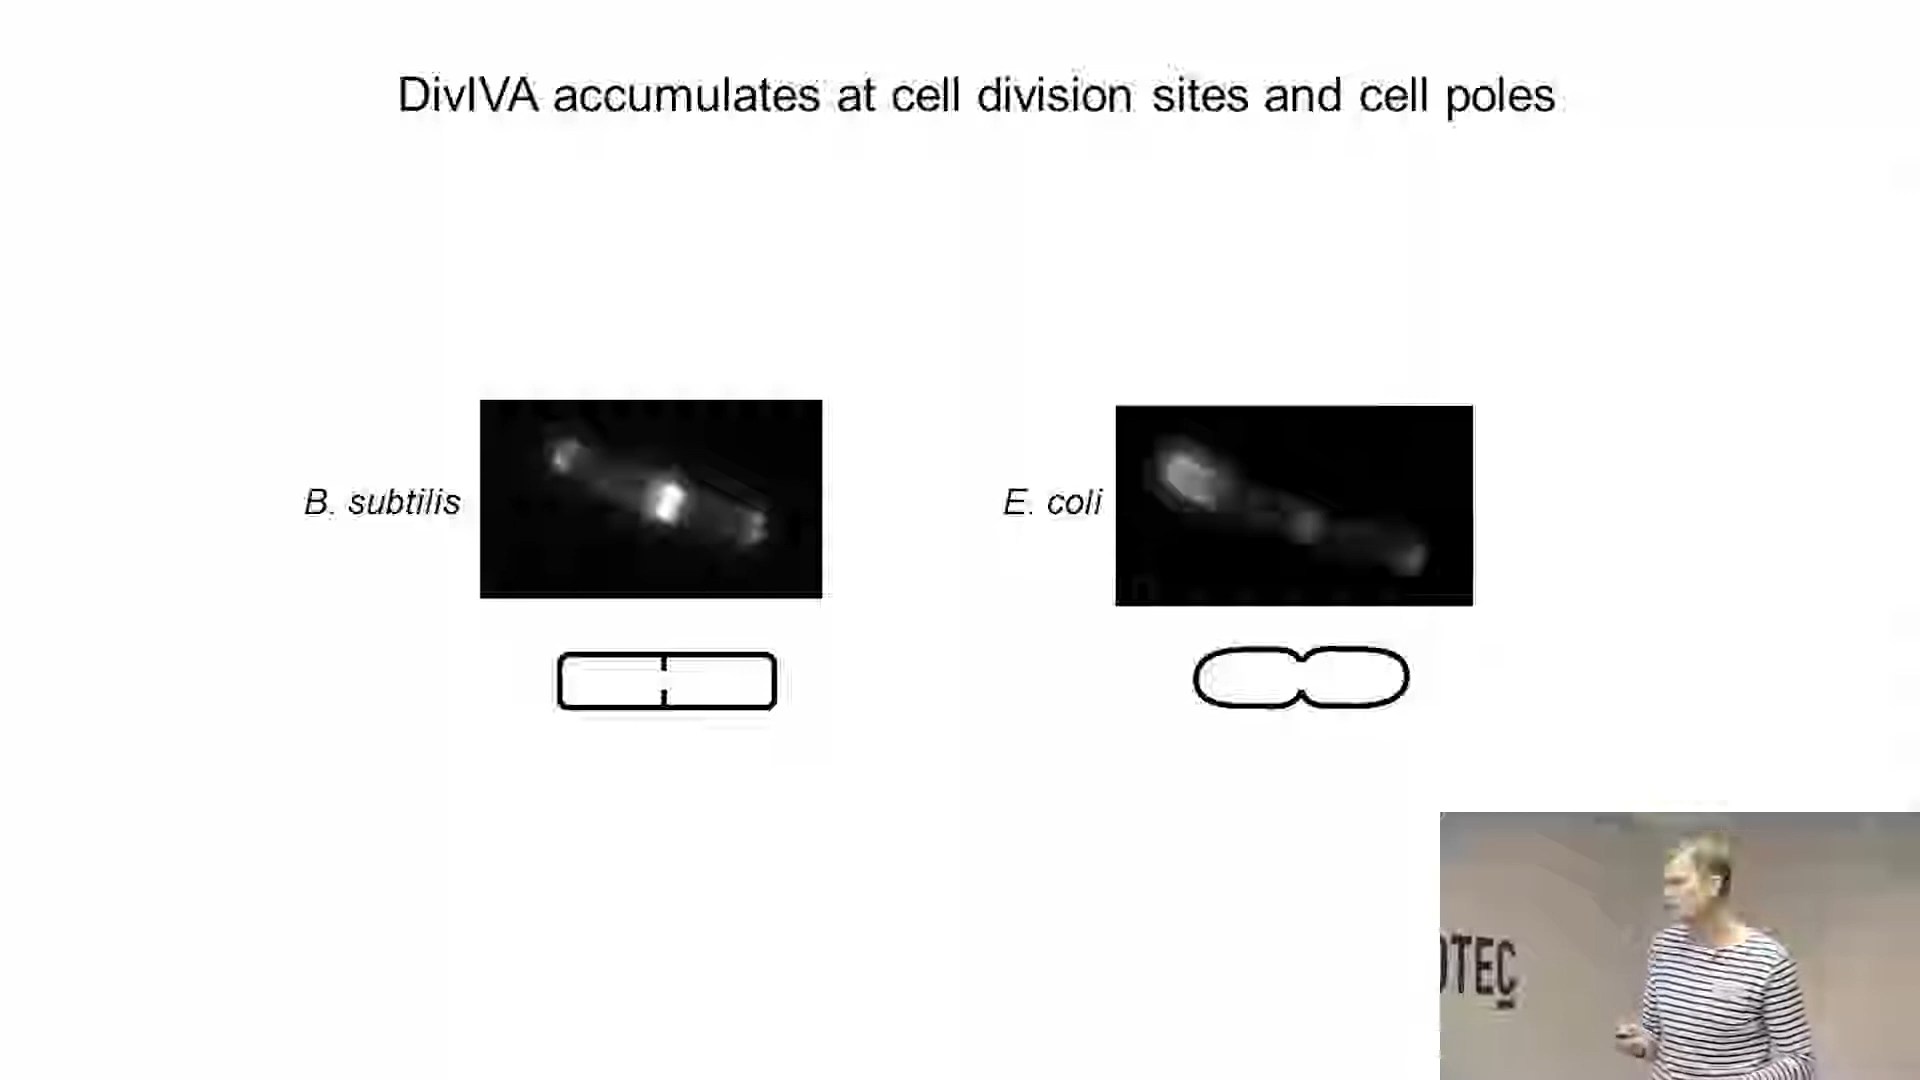 DivIVA accumulates at cell division sites and cell poles
B. subtilis
E. coli
OTEC